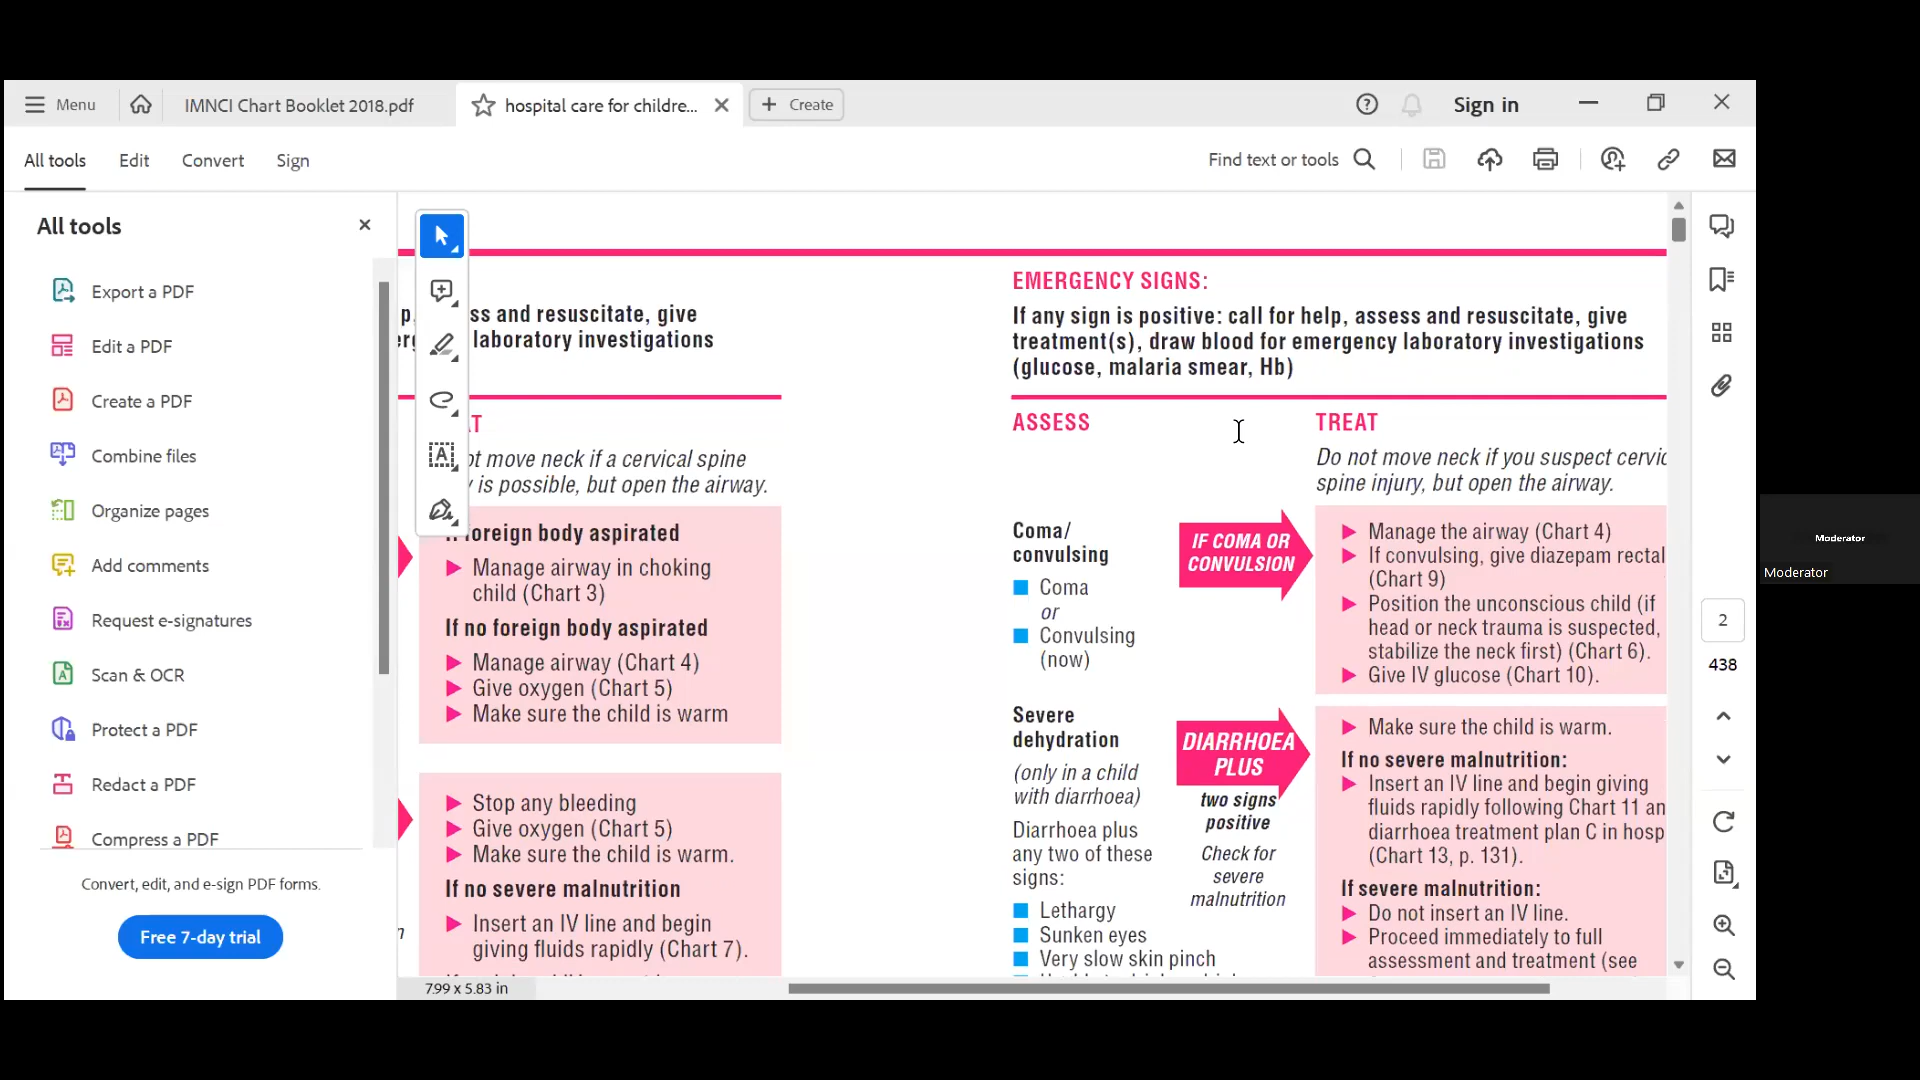 Menu
IMNCI Chart Booklet 2018.pdf
hospital care for childre...
Create
Sign in
All tools
Edit
Convert
Sign
Find text or tools
All tools
Export a PDF
Edit a PDF
Create a PDF
Combine files
Organize pages
Add comments
Request e-signatures
Scan & OCR
Protect a PDF
Redact a PDF
Compress a PDF
Convert, edit, and e-sign PDF forms.
Free 7-day trial
ss and resuscitate, give
laboratory investigations
move neck if a cervical spine
is possible, but open the airway.
foreign body aspirated
Manage airway in choking
child (Chart 3)
If no foreign body aspirated
Manage airway (Chart 4)
Give oxygen (Chart 5)
Make sure the child is warm
Stop any bleeding
Give oxygen (Chart 5)
Make sure the child is warm.
If no severe malnutrition
Insert an IV line and begin
giving fluids rapidly (Chart 7).
EMERGENCY SIGNS:
If any sign is positive: call for help, assess and resuscitate, give
treatment(s), draw blood for emergency laboratory investigations
(glucose, malaria smear, Hb)
ASSESS
TREAT
Do not move neck if you suspect cervic
spine injury, but open the airway.
Coma/
convulsing
Coma
or
Convulsing
(now)
IF COMA OR
CONVULSION
Manage the airway (Chart 4)
If convulsing, give diazepam rectal
(Chart 9)
Position the unconscious child (if
head or neck trauma is suspected,
stabilize the neck first) (Chart 6).
Give IV glucose (Chart 10).
Severe
dehydration
(only in a child
with diarrhoea)
Diarrhoea plus
any two of these
signs:
Lethargy
Sunken eyes
Very slow skin pinch
DIARRHOEA
PLUS
two signs
positive
Check for
severe
malnutrition
Make sure the child is warm.
If no severe malnutrition:
Insert an IV line and begin giving
fluids rapidly following Chart 11 an
diarrhoea treatment plan C in hosp
(Chart 13, p. 131).
If severe malnutrition:
Do not insert an IV line.
Proceed immediately to full
assessment and treatment (see
7.99 x 5.83 in
2
438
Moderator
Moderator